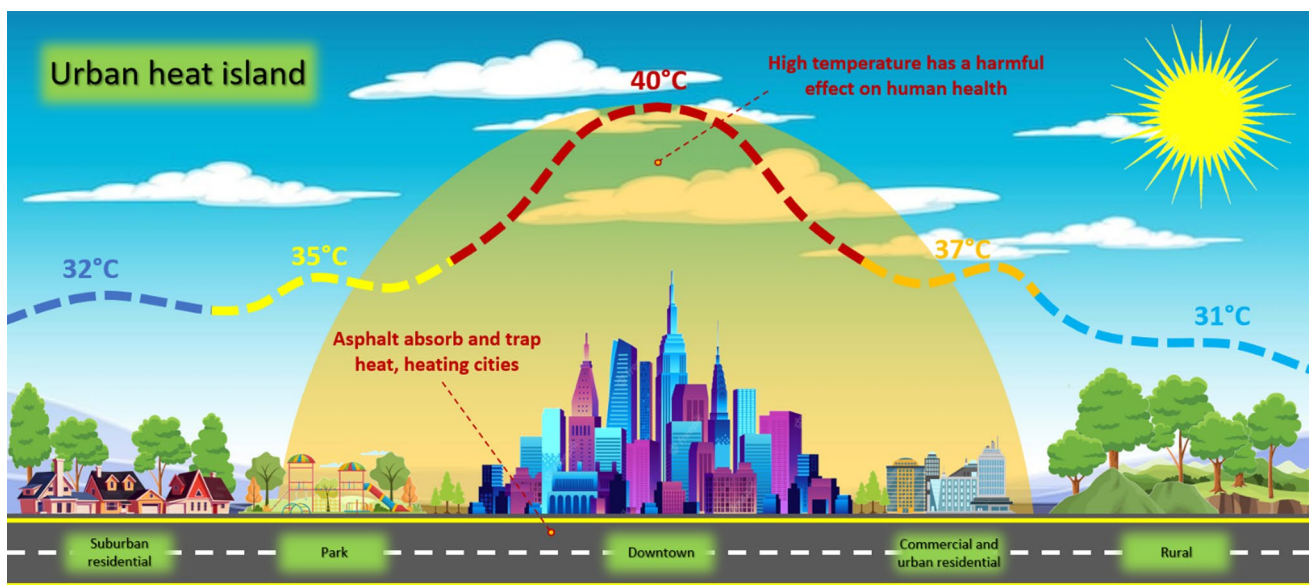 Urban heat island
40°C
High temperature has a harmful
effect on human health
32°C
35°C
37°C
31°C
Asphalt absorb and trap
heat, heating cities
Suburban
residential
Park
Downtown
Commercial and
urban residential
Rural